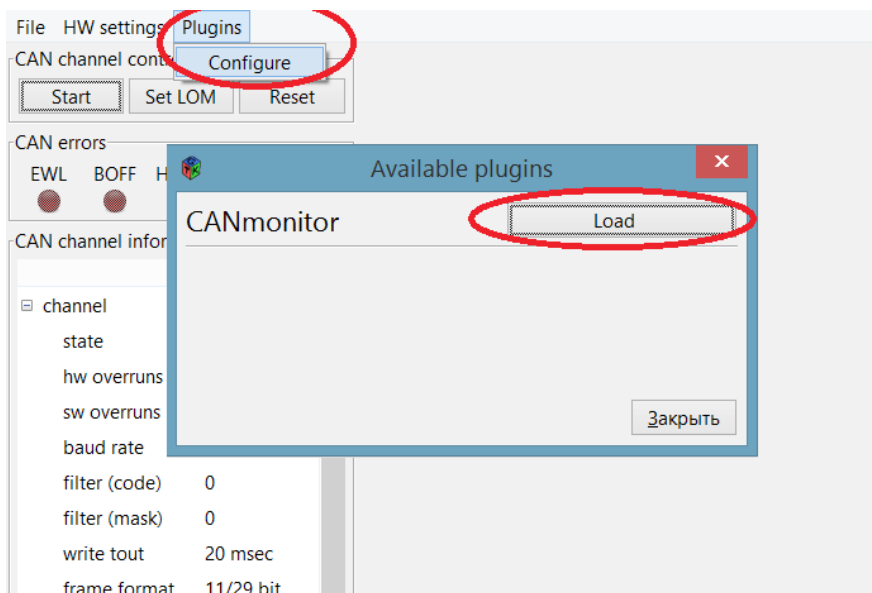 File HW settings Plugins
Configure
CAN channel cont
Start Set LOM Reset
CAN errors
EWL BOFF H
Available plugins
CANmonitor Load
CAN channel infor
channel
state
hw overruns
sw overruns
Закрыть
baud rate
filter (code) 0
filter (mask) 0
write tout 20 msec
frame format 11/29 bit